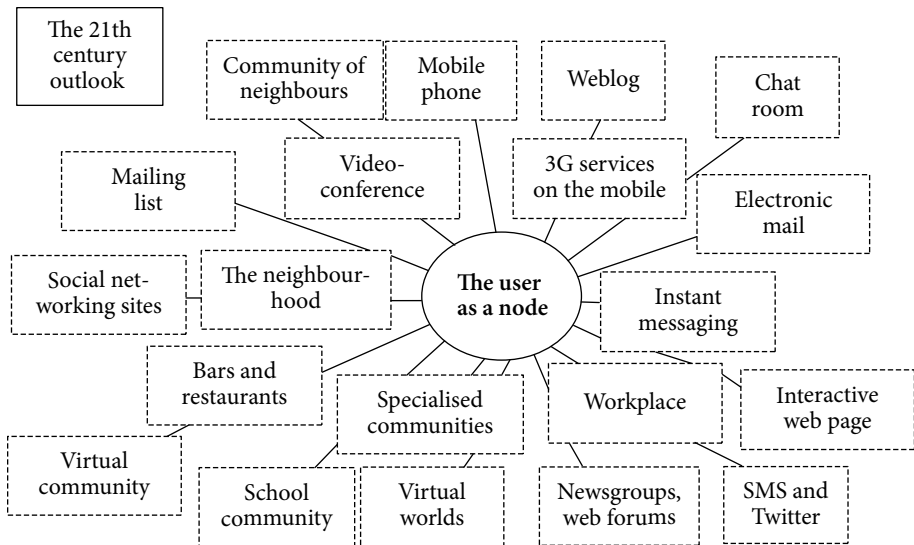 The 21th
century
outlook
Community of
neighbours
Mobile
phone
Weblog
Chat
room
Mailing
list
Video-
conference
3G services
on the mobile
Electronic
mail
Social net-
working sites
The neighbour-
hood
The user
as a node
Instant
messaging
Bars and
restaurants
Specialised
communities
Workplace
Interactive
web page
Virtual
community
School
community
Virtual
worlds
Newsgroups,
web forums
SMS and
Twitter